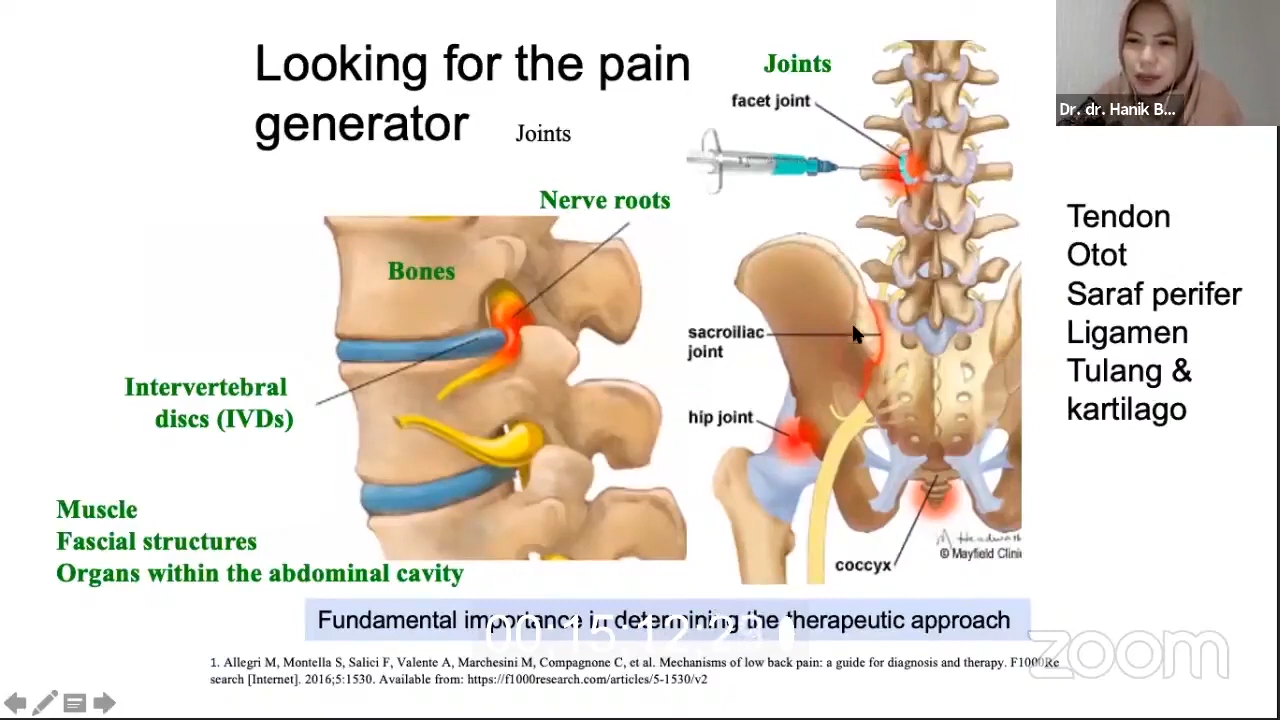 Looking for the pain
generator
Joints
Joints
facet joint
Dr. dr. Hanik B...
Nerve roots
Bones
Intervertebral
discs (IVDs)
sacroiliac
joint
hip joint
coccyx
© Mayfield Clini
Tendon
Otot
Saraf perifer
Ligamen
Tulang &
kartilago
Muscle
Fascial structures
Organs within the abdominal cavity
Fundamental importance in determining the therapeutic approach
zoom
1. Allegri M, Montella S, Salici F, Valente A, Marchesini M, Compagnone C, et al. Mechanisms of low back pain: a guide for diagnosis and therapy. F1000Re
search [Internet]. 2016;5:1530. Available from: https://f1000research.com/articles/5-1530/v2